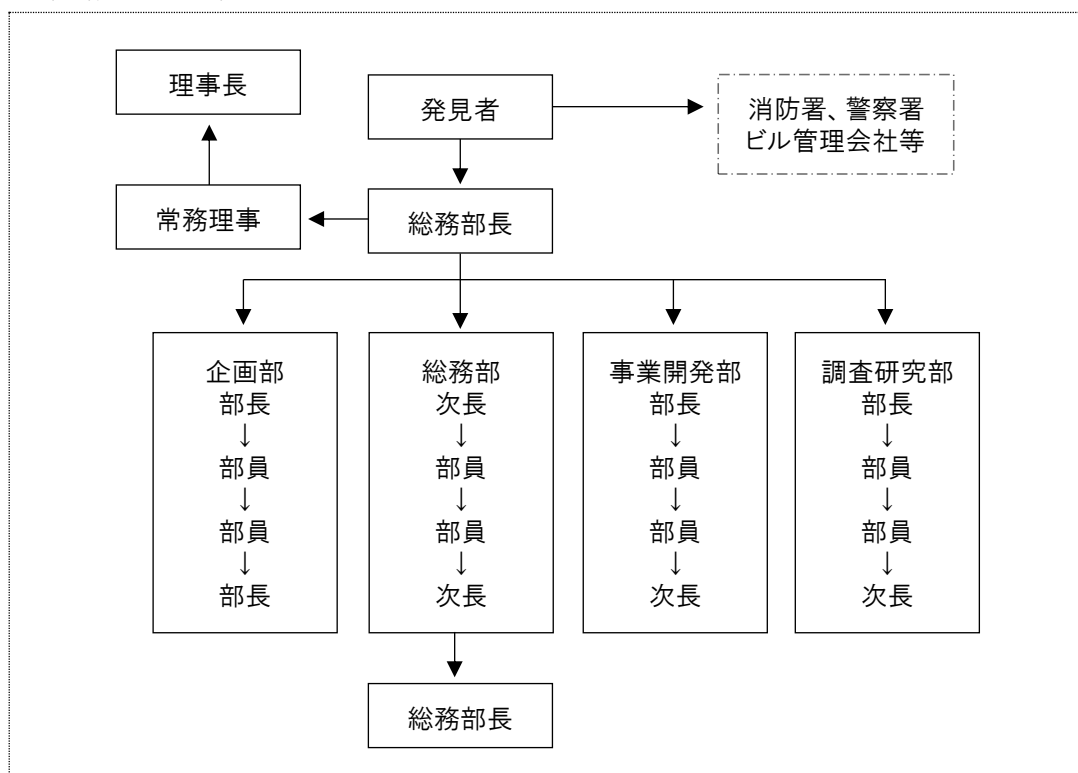 理事長
発見者
消防署、警察署
ビル管理会社等
常務理事
総務部長
企画部
部長
↓
部員
↓
部員
↓
部長
総務部
次長
↓
部員
↓
部員
↓
次長
事業開発部
部長
↓
部員
↓
部員
↓
次長
調査研究部
部長
↓
部員
↓
部員
↓
次長
総務部長